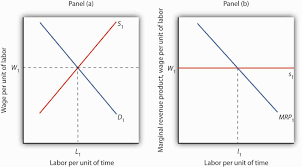 Panel (a)
Wage per unit of labor
S₁
W₁
D₁
L₁
Labor per unit of time
Panel (b)
Marginal revenue product, wage per unit of labor
W₁
s₁
MRP₁
l₁
Labor per unit of time